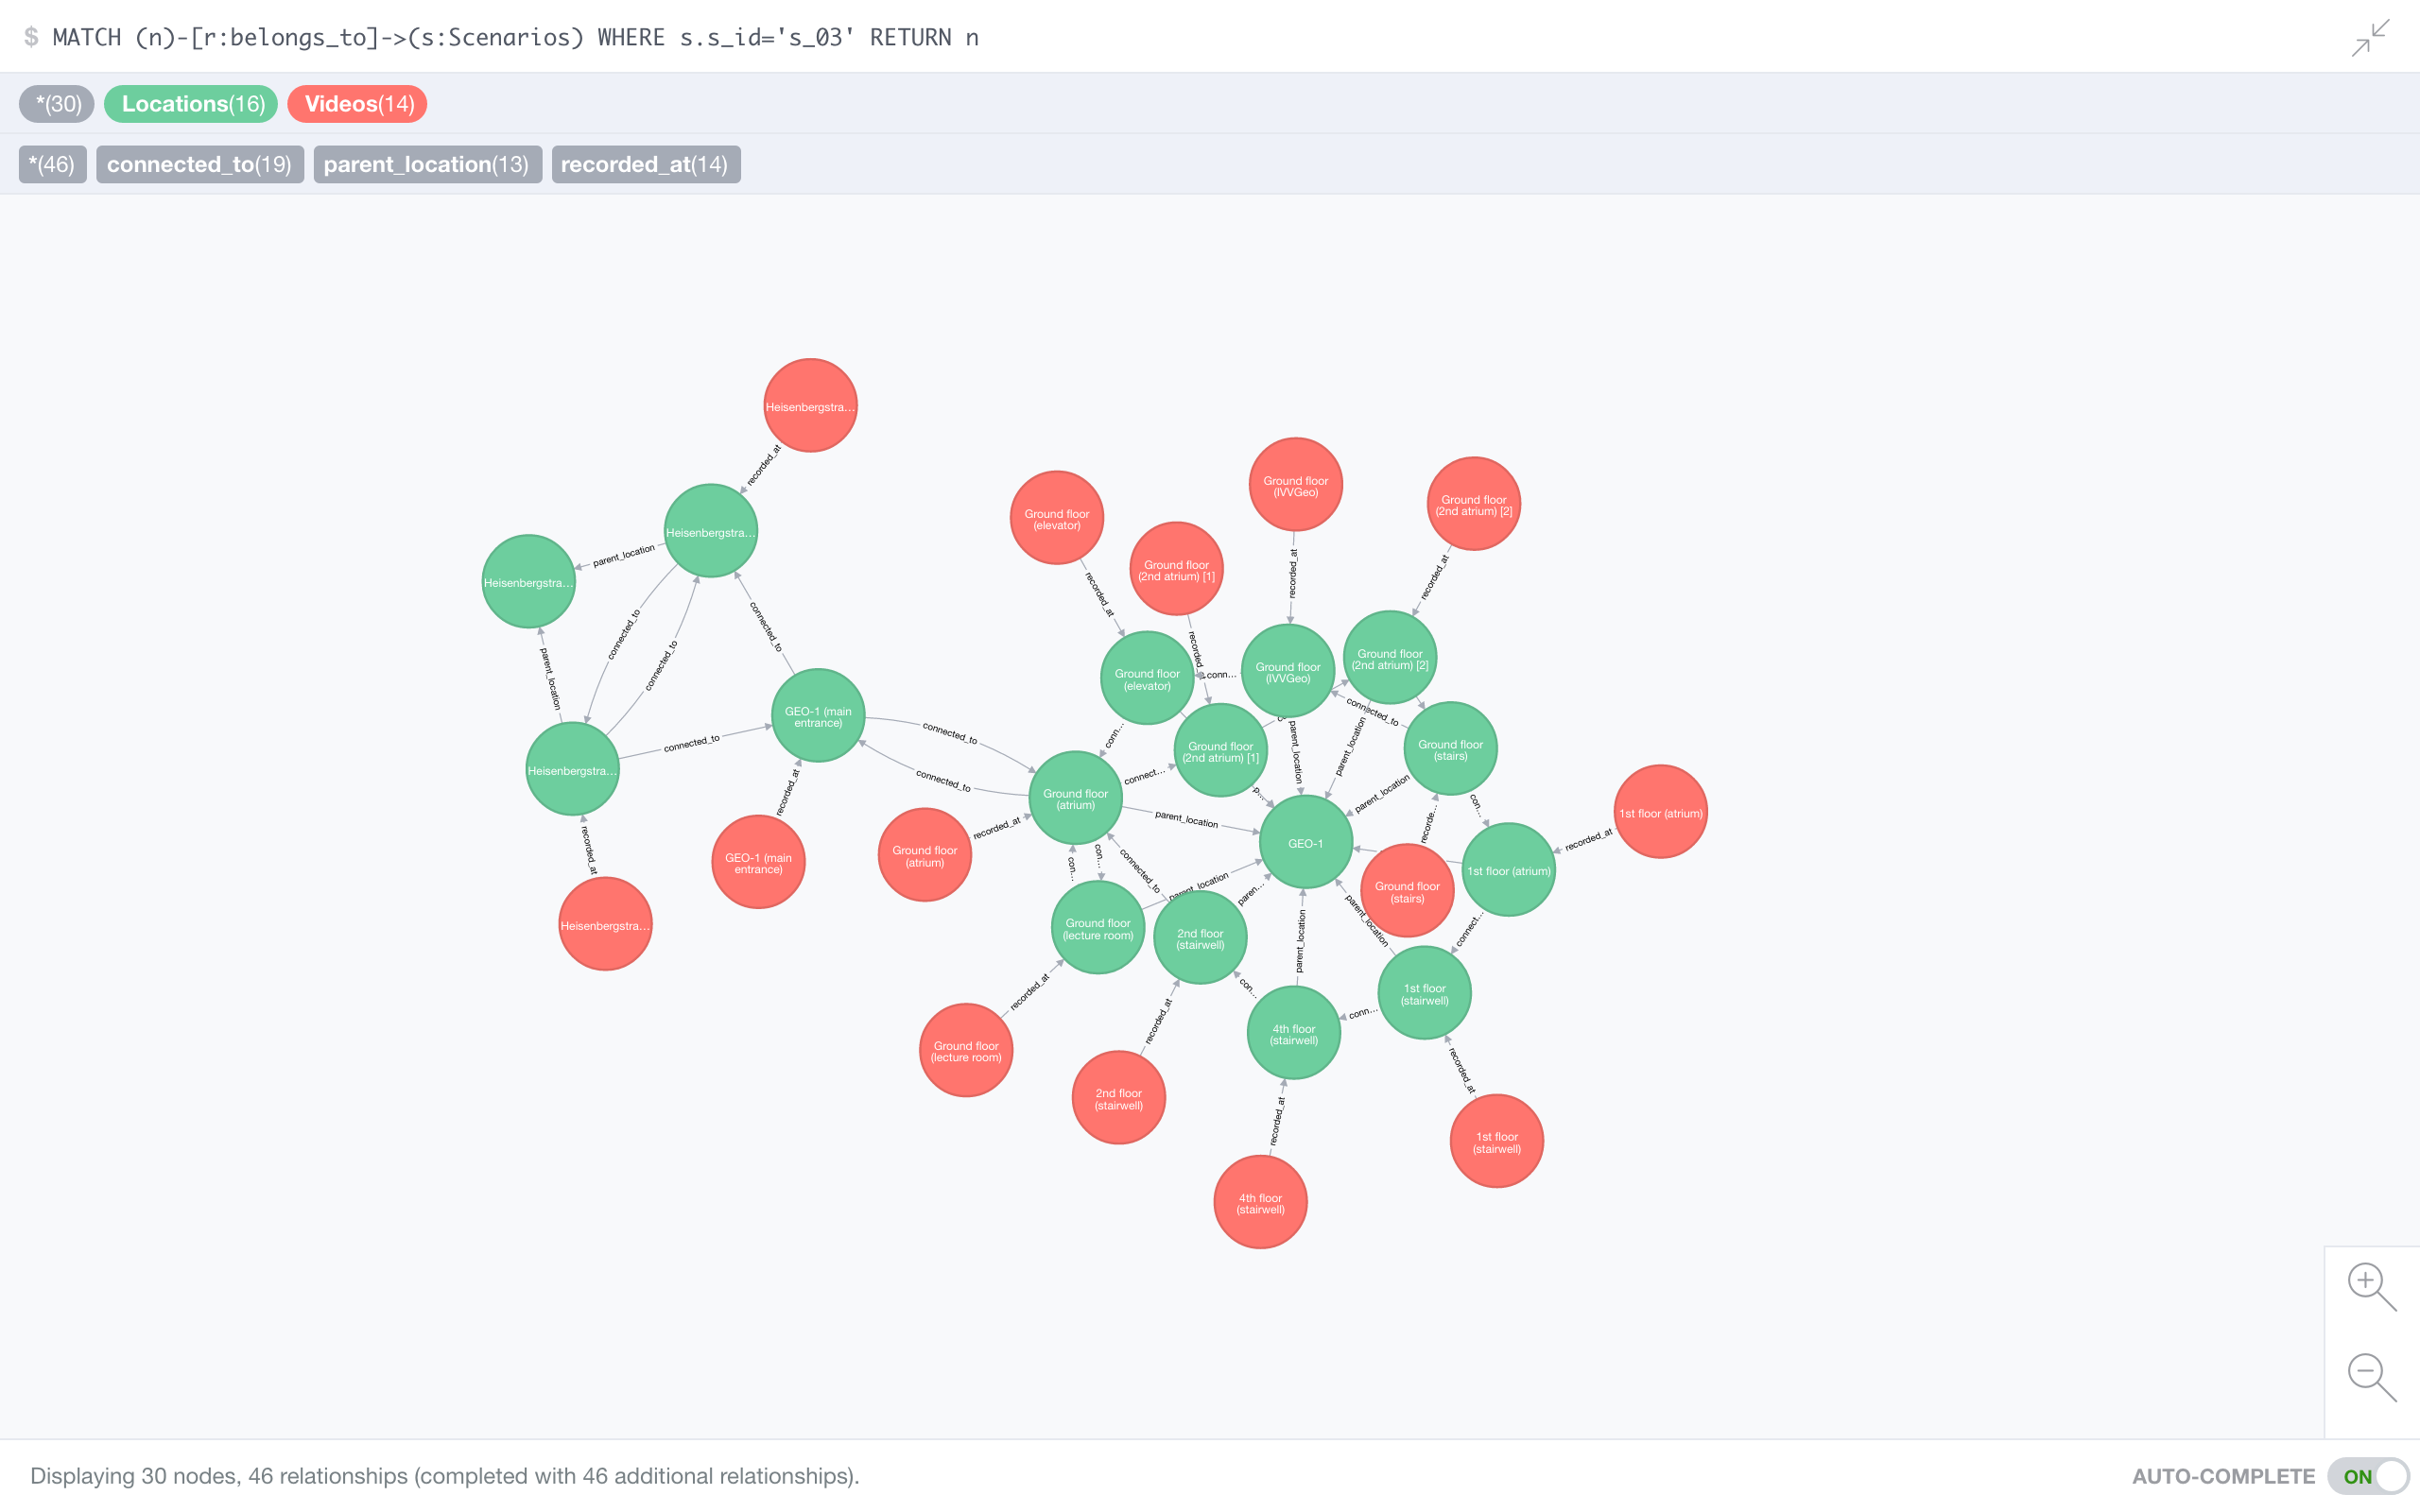 $ MATCH (n)-[r:belongs_to]->(s:Scenarios) WHERE s.s_id='s_03' RETURN n
*(30) Locations(16) Videos(14)
*(46) connected_to(19) parent_location(13) recorded_at(14)
Heisenbergstra...
recorded_at
Heisenbergstra...
parent_location
Heisenbergstra...
connected_to
connected_to
connected_to
parent_location
Heisenbergstra...
connected_to
GEO-1 (main
entrance)
recorded_at
GEO-1 (main
entrance)
recorded_at
Heisenbergstra...
connected_to
connected_to
Ground floor
(elevator)
recorded_at
Ground floor
(2nd atrium) [1]
Ground floor
(IVVGeo)
recorded_at
Ground floor
(2nd atrium) [2]
recorded_at
Ground floor
(elevator)
conn...
Ground floor
(IVVGeo)
Ground floor
(2nd atrium) [2]
connected_to
Ground floor
(stairs)
conn...
Ground floor
(2nd atrium) [1]
parent_location
parent_location
parent_location
connect...
p...
Ground floor
(atrium)
parent_location
recorded_at
Ground floor
(atrium)
GEO-1
recorde...
con...
1st floor (atrium)
recorded_at
1st floor (atrium)
con...
con...
connected_to
parent_location
paren...
Ground floor
(stairs)
parent_location
connect...
Ground floor
(lecture room)
2nd floor
(stairwell)
parent_location
con...
1st floor
(stairwell)
conn...
4th floor
(stairwell)
recorded_at
Ground floor
(lecture room)
recorded_at
2nd floor
(stairwell)
recorded_at
4th floor
(stairwell)
recorded_at
1st floor
(stairwell)
Displaying 30 nodes, 46 relationships (completed with 46 additional relationships).
AUTO-COMPLETE ON